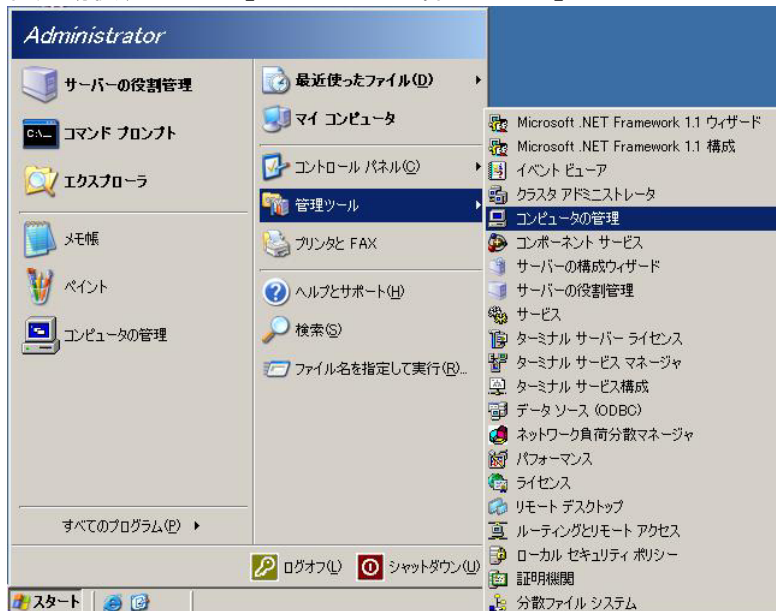 Administrator
サーバーの役割管理
コマンド プロンプト
エクスプローラ
メモ帳
ペイント
コンピュータの管理
すべてのプログラム(P)
最近使ったファイル(D)
マイ コンピュータ
コントロール パネル(C)
管理ツール
プリンタと FAX
ヘルプとサポート(H)
検索(S)
ファイル名を指定して実行(R)...
Microsoft .NET Framework 1.1 ウィザード
Microsoft .NET Framework 1.1 構成
イベント ビューア
クラスタ アドミニストレータ
コンピュータの管理
コンポーネント サービス
サーバーの構成ウィザード
サーバーの役割管理
サービス
ターミナル サーバー ライセンス
ターミナル サービス マネージャ
ターミナル サービス構成
データ ソース (ODBC)
ネットワーク負荷分散マネージャ
パフォーマンス
ライセンス
リモート デスクトップ
ルーティングとリモート アクセス
ローカル セキュリティ ポリシー
証明機関
分散ファイル システム
ログオフ(L)
シャットダウン(U)
スタート